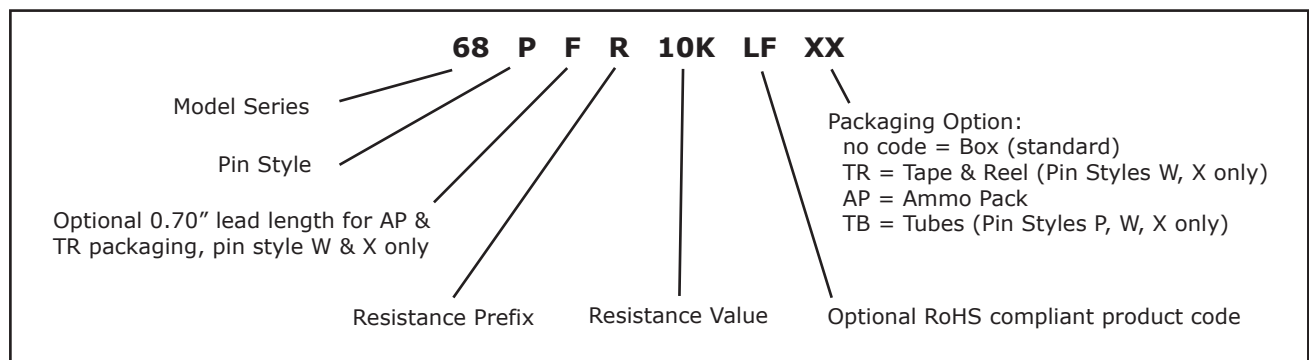 68 P F R 10K LF XX
Model Series
Pin Style
Optional 0.70” lead length for AP &
TR packaging, pin style W & X only
Resistance Prefix
Resistance Value
Packaging Option:
no code = Box (standard)
TR = Tape & Reel (Pin Styles W, X only)
AP = Ammo Pack
TB = Tubes (Pin Styles P, W, X only)
Optional RoHS compliant product code